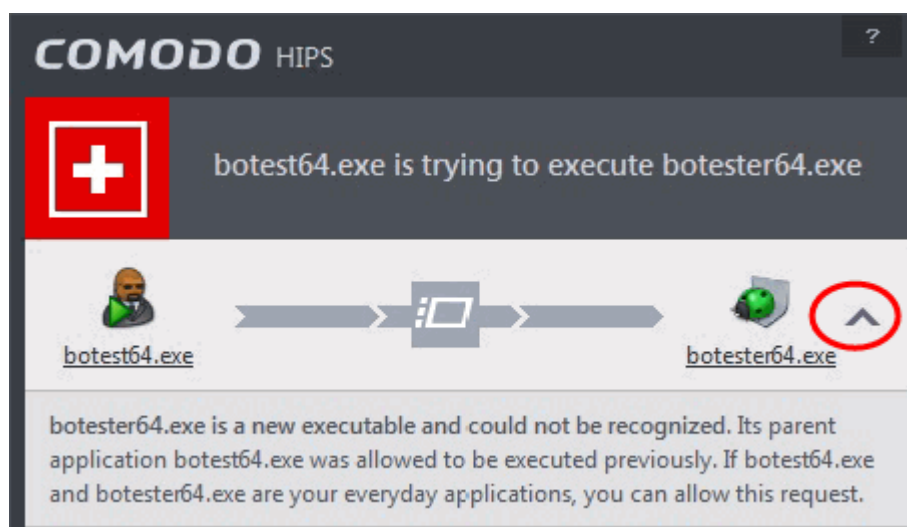 COMODO HIPS
?
botest64.exe is trying to execute botester64.exe
botest64.exe
botester64.exe
botester64.exe is a new executable and could not be recognized. Its parent
application botest64.exe was allowed to be executed previously. If botest64.exe
and botester64.exe are your everyday applications, you can allow this request.